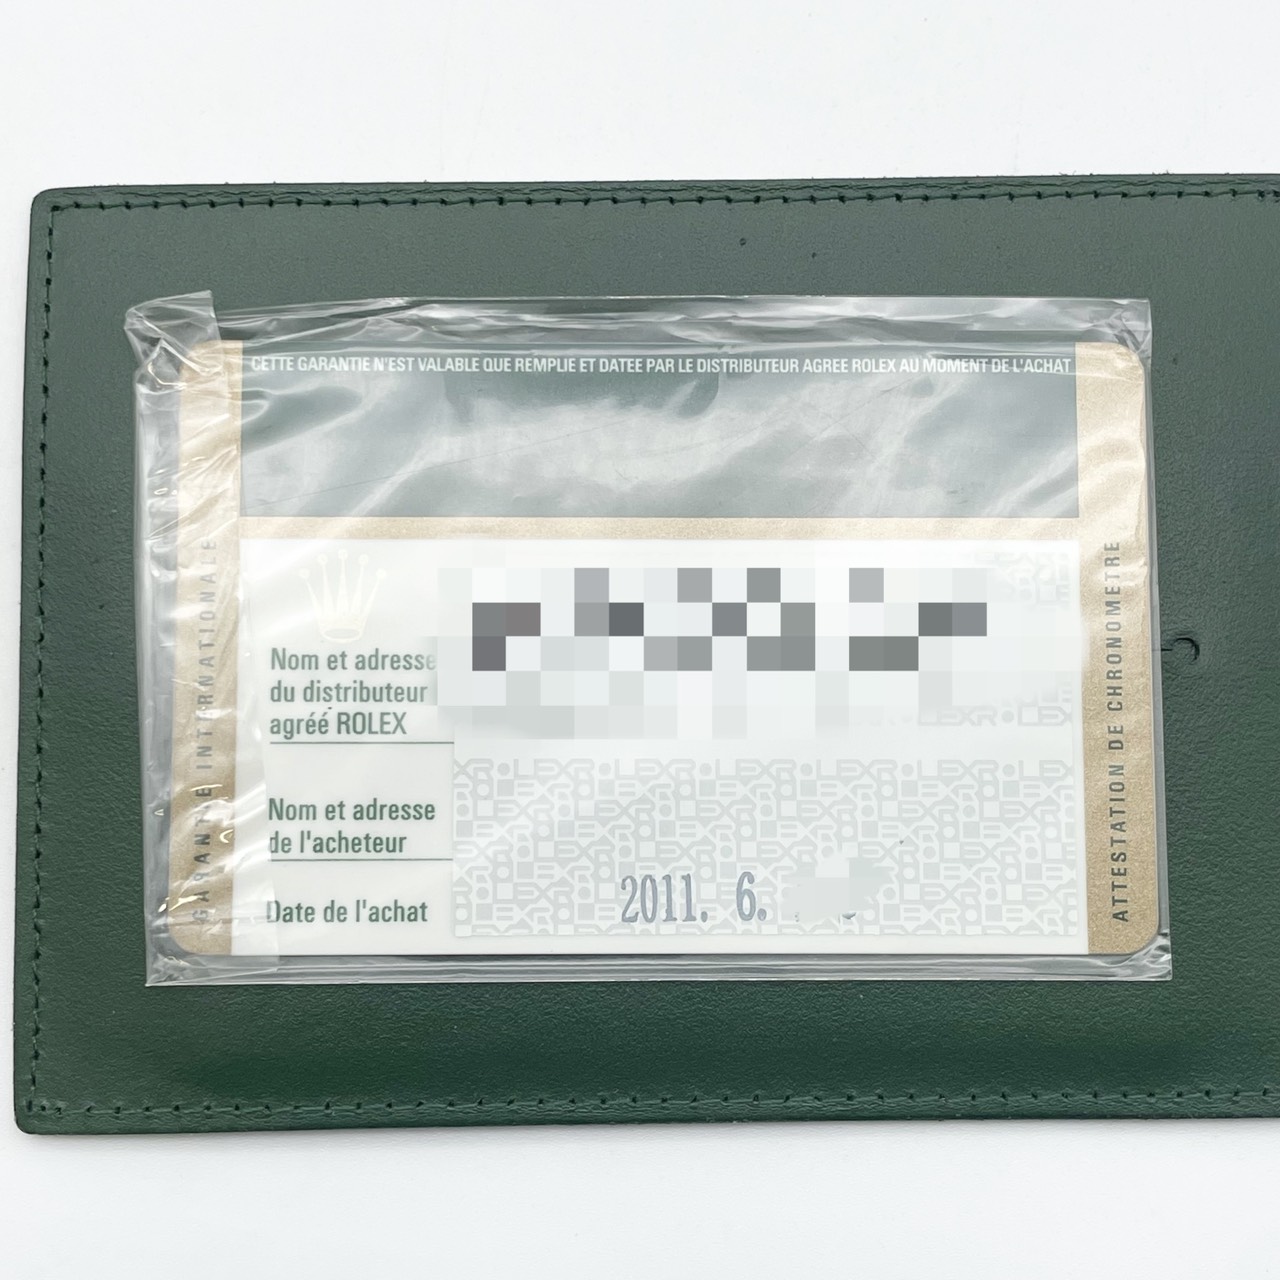 CETTE GARANTIE N'EST VALABLE QUE REMPLIE ET DATEE PAR LE DISTRIBUTEUR AGREE ROLEX AU MOMENT DE L'ACHAT
GARANTIE INTERNATIONALE
Nom et adresse
du distributeur
agréé ROLEX
Nom et adresse
de l'acheteur
Date de l'achat
2011. 6.
ATTESTATION DE CHRONOMETRE